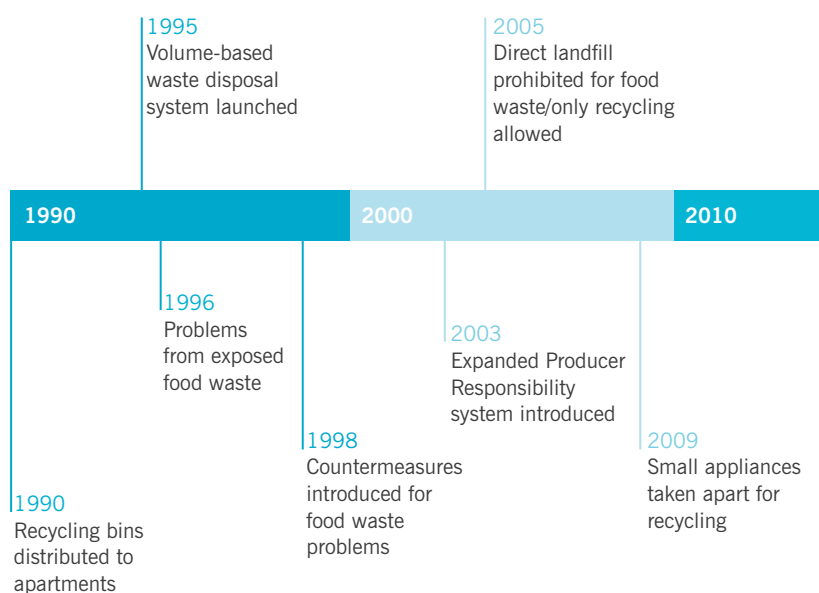 1995
Volume-based
waste disposal
system launched
2005
Direct landfill
prohibited for food
waste/only recycling
allowed
1990
2000
2010
1996
Problems
from exposed
food waste
2003
Expanded Producer
Responsibility
system introduced
1998
Countermeasures
introduced for
food waste
problems
2009
Small appliances
taken apart for
recycling
1990
Recycling bins
distributed to
apartments